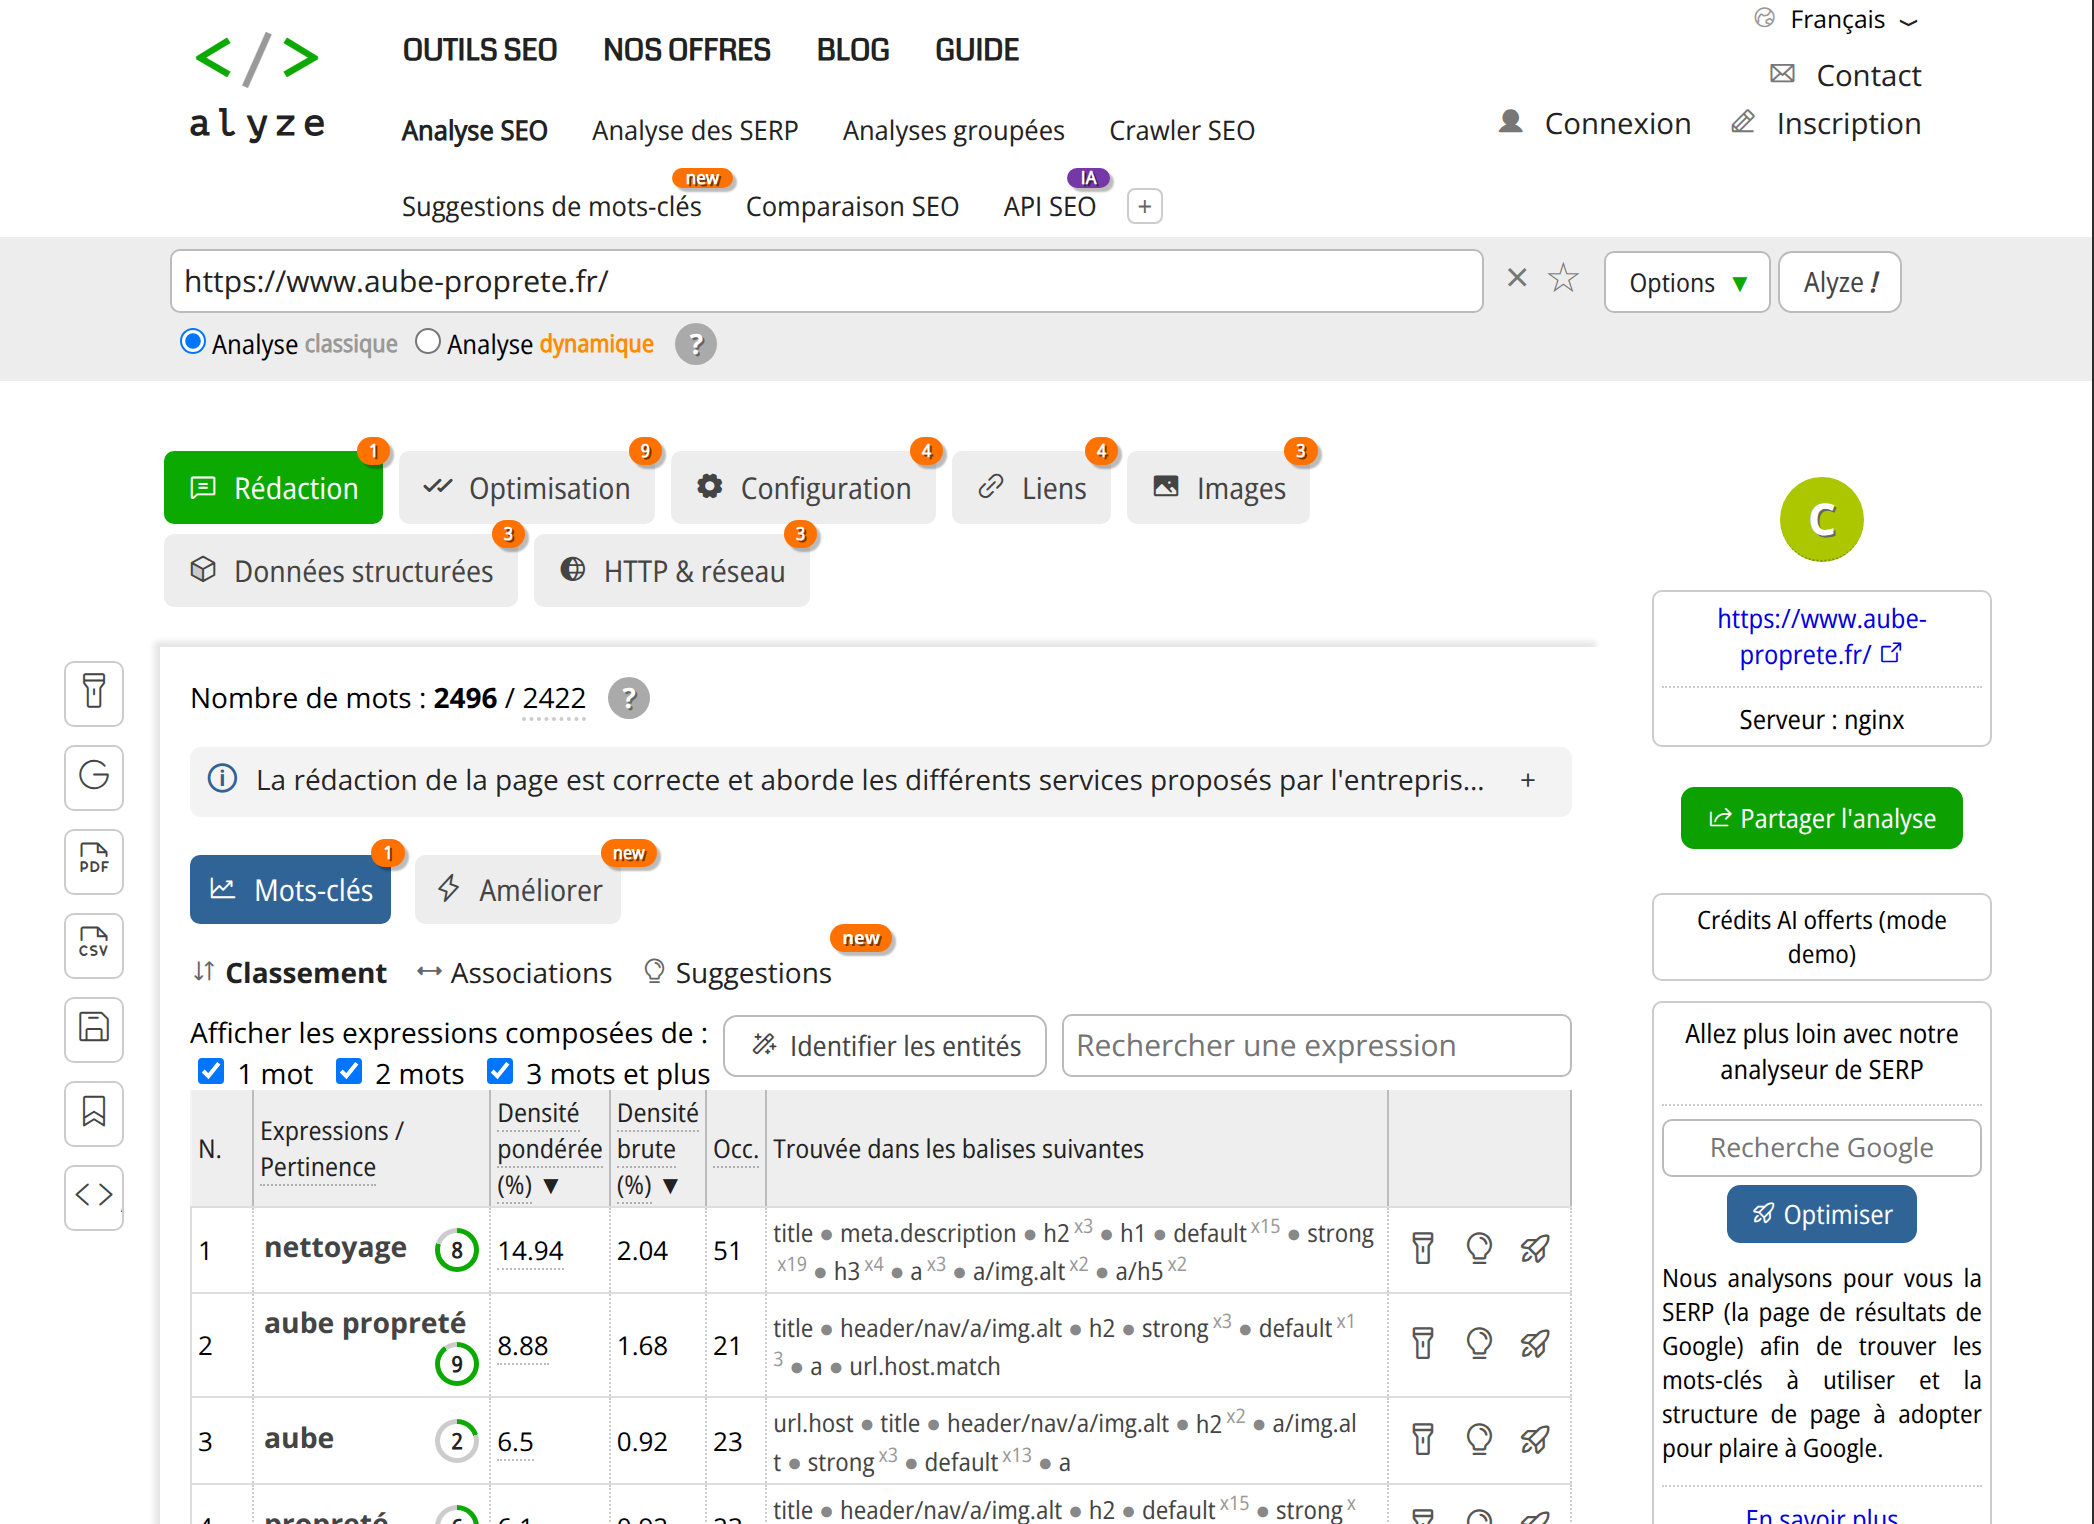 </>
alyze
OUTILS SEO NOS OFFRES BLOG GUIDE
Français
Contact
Connexion Inscription
Analyse SEO Analyse des SERP Analyses groupées Crawler SEO
new IA
Suggestions de mots-clés Comparaison SEO API SEO +
https://www.aube-proprete.fr/ × ☆ Options ▼ Alyze !
Analyse classique Analyse dynamique ?
1 9 4 4 3
Rédaction Optimisation Configuration Liens Images
3 3
Données structurées HTTP & réseau
C
https://www.aube-
proprete.fr/
Serveur : nginx
Partager l'analyse
Crédits AI offerts (mode
demo)
Allez plus loin avec notre
analyseur de SERP
Recherche Google
Optimiser
Nous analysons pour vous la
SERP (la page de résultats de
Google) afin de trouver les
mots-clés à utiliser et la
structure de page à adopter
pour plaire à Google.
En savoir plus
G
PDF
CSV
< >
Nombre de mots : 2496 / 2422 ?
La rédaction de la page est correcte et aborde les différents services proposés par l'entrepris... +
1 new
Mots-clés Améliorer
new
Classement Associations Suggestions
Afficher les expressions composées de :
1 mot 2 mots 3 mots et plus
Identifier les entités Rechercher une expression
N. Expressions / Pertinence Densité pondérée (%) ▼ Densité brute (%) ▼ Occ. Trouvée dans les balises suivantes
1 nettoyage 8 14.94 2.04 51 title ● meta.description ● h2 x3 ● h1 ● default x15 ● strong
x19 ● h3 x4 ● a x3 ● a/img.alt x2 ● a/h5 x2
2 aube propreté 9 8.88 1.68 21 title ● header/nav/a/img.alt ● h2 ● strong x3 ● default x1
3 ● a ● url.host.match
3 aube 2 6.5 0.92 23 url.host ● title ● header/nav/a/img.alt ● h2 x2 ● a/img.al
t ● strong x3 ● default x13 ● a
propreté title ● header/nav/a/img.alt ● h2 ● default x15 ● strong x